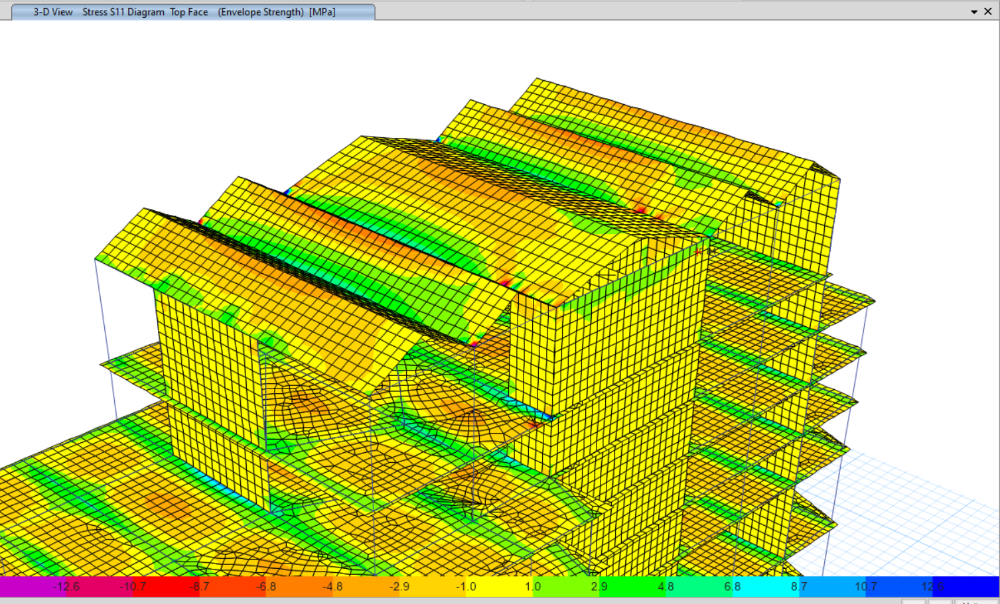 3-D View Stress S11 Diagram Top Face (Envelope Strength) [MPa]
-12.6 -10.7 -8.7 -6.8 -4.8 -2.9 -1.0 1.0 2.9 4.8 6.8 8.7 10.7 12.6